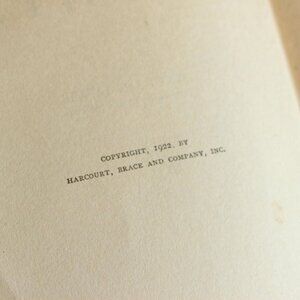 COPYRIGHT, 1922. BY
HARCOURT, BRACE AND COMPANY, INC.